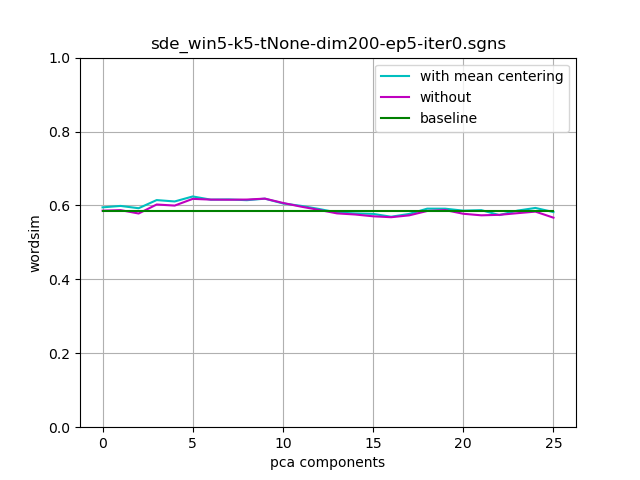 sde_win5-k5-tNone-dim200-ep5-iter0.sgns
with mean centering
without
baseline
1.0
0.8
0.6
0.4
0.2
0.0
wordsim
0 5 10 15 20 25
pca components